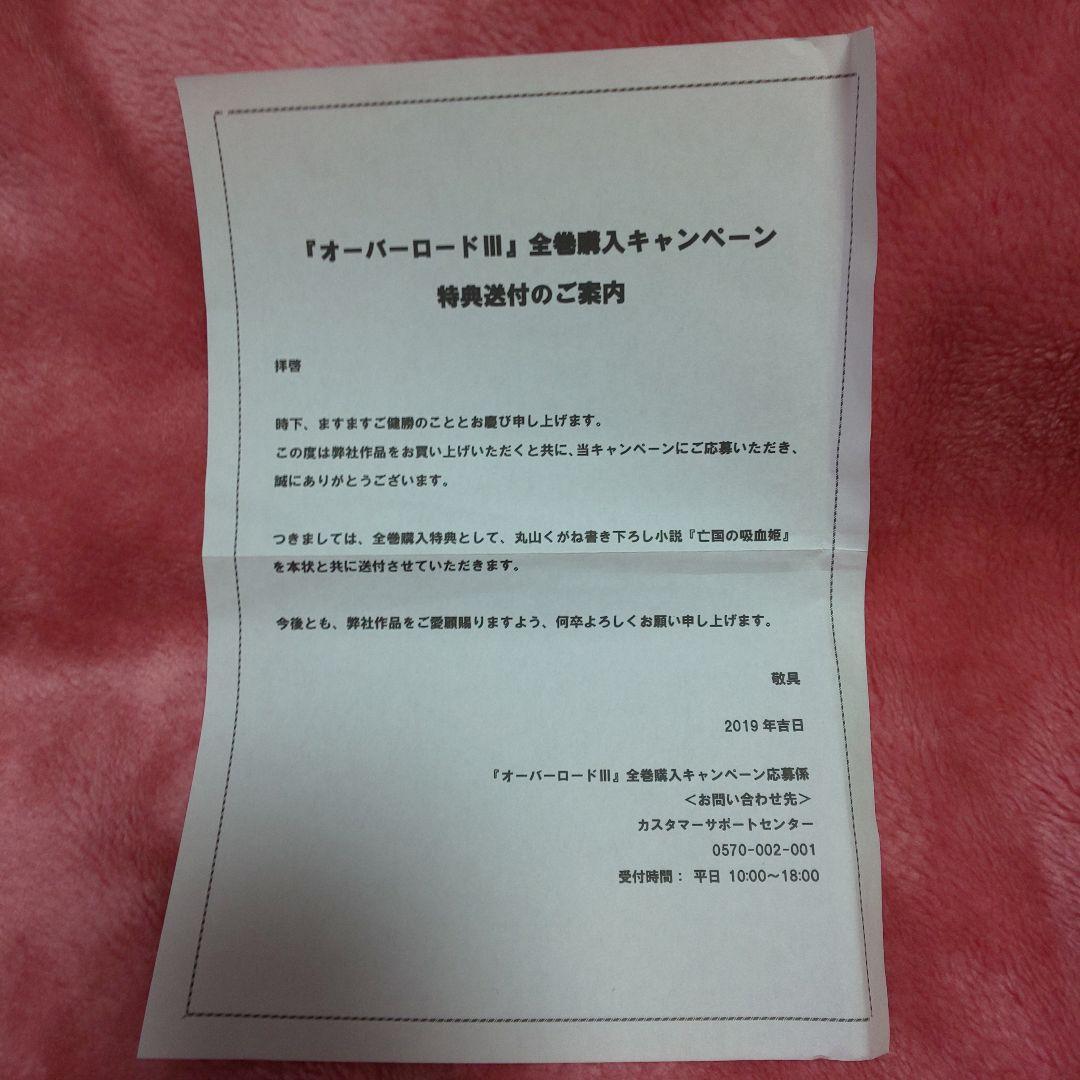 『オーバーロードⅢ』全巻購入キャンペーン
特典送付のご案内
拝啓
時下、ますますご健勝のこととお慶び申し上げます。
この度は弊社作品をお買い上げいただくと共に、当キャンペーンにご応募いただき、
誠にありがとうございます。
つきましては、全巻購入特典として、丸山くがね書き下ろし小説『亡国の吸血姫』
を本状と共に送付させていただきます。
今後とも、弊社作品をご愛顧賜りますよう、何卒よろしくお願い申し上げます。
敬具
2019年吉日
『オーバーロードⅢ』全巻購入キャンペーン応募係
＜お問い合わせ先＞
カスタマーサポートセンター
0570-002-001
受付時間： 平日 10:00～18:00